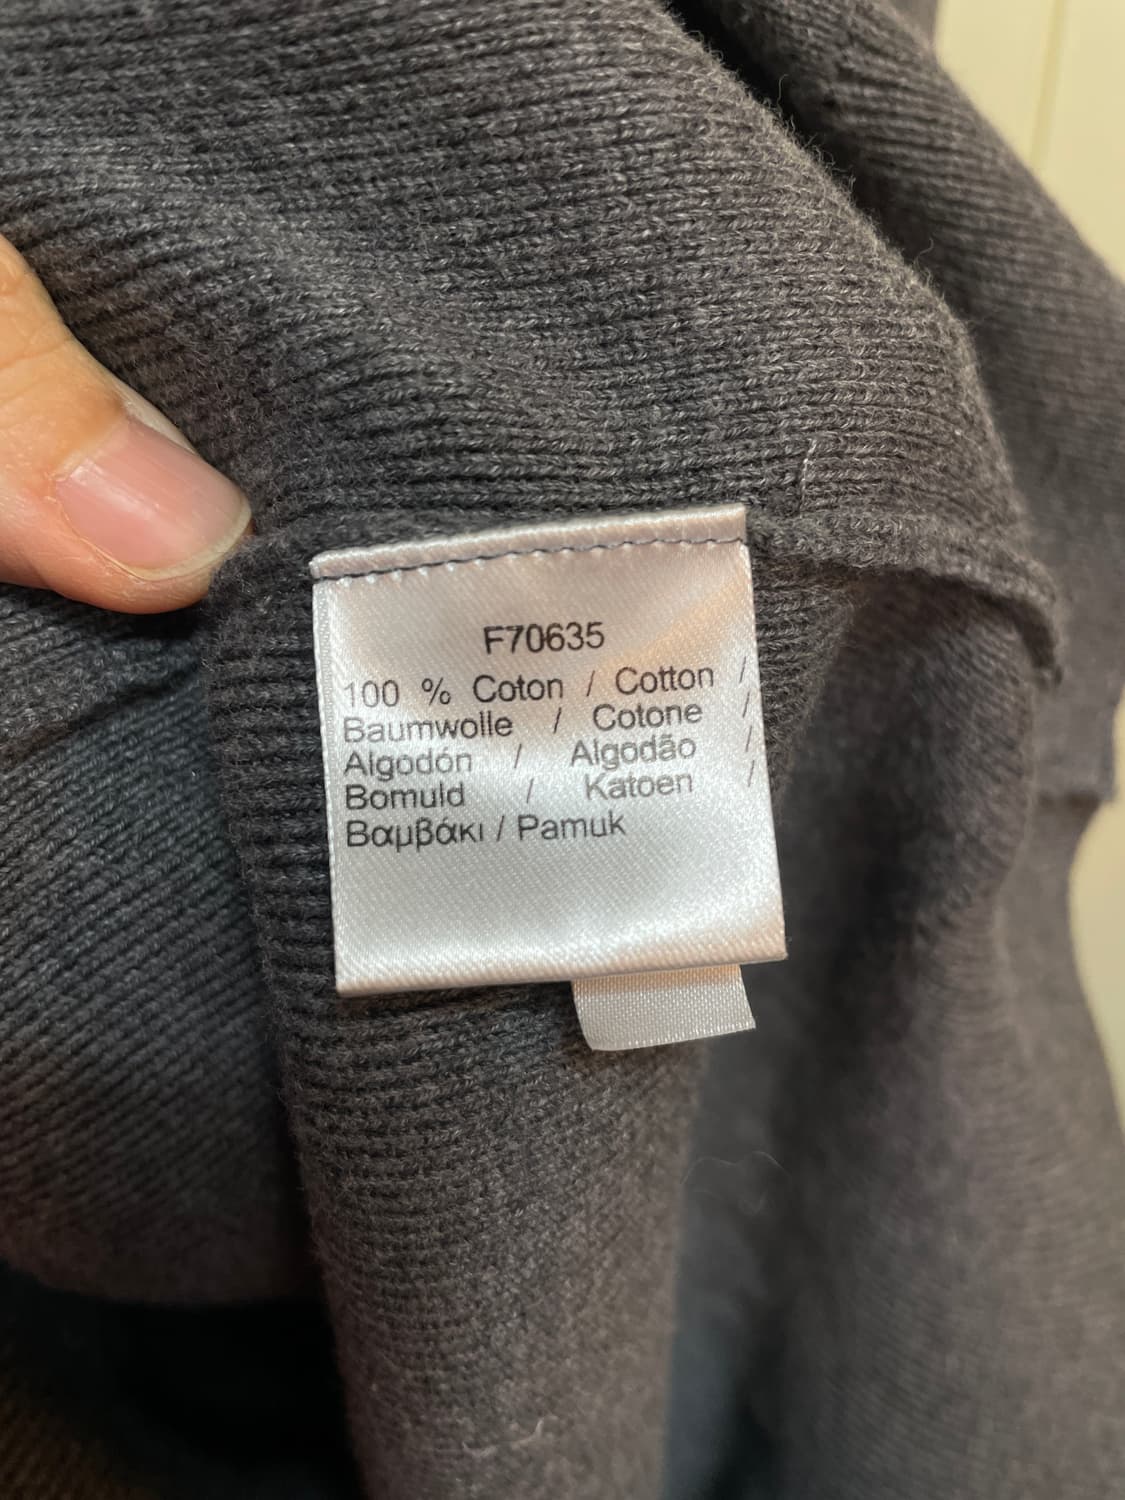 F70635
100 % Coton / Cotton /
Baumwolle / Cotone /
Algodón / Algodão /
Bomuld / Katoen /
Βαμβάκι / Pamuk